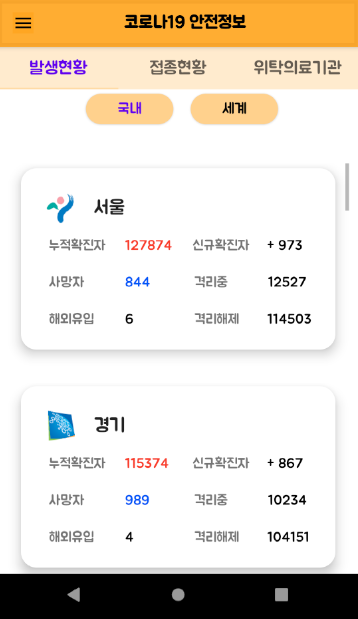 코로나19 안전정보
발생현황 접종현황 위탁의료기관
국내 세계
서울
누적확진자 127874 신규확진자 + 973
사망자 844 격리중 12527
해외유입 6 격리해제 114503
경기
누적확진자 115374 신규확진자 + 867
사망자 989 격리중 10234
해외유입 4 격리해제 104151